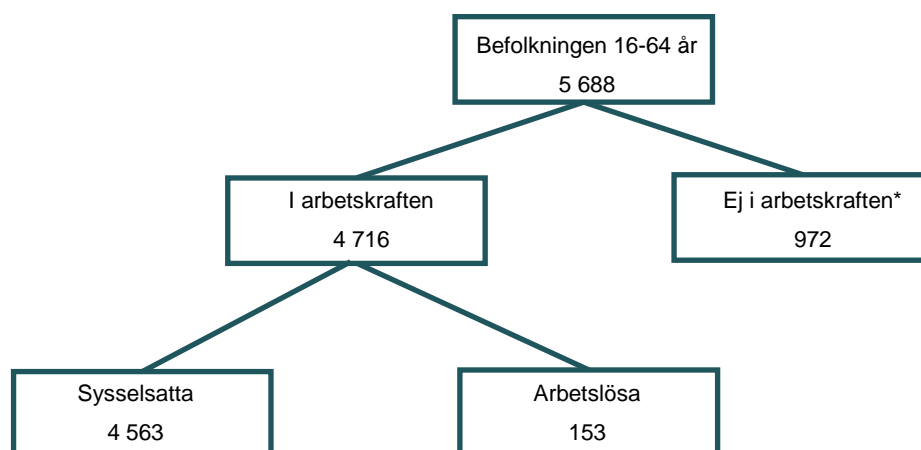 Befolkningen 16-64 år
5 688
I arbetskraften
4 716
Ej i arbetskraften*
972
Sysselsatta
4 563
Arbetslösa
153